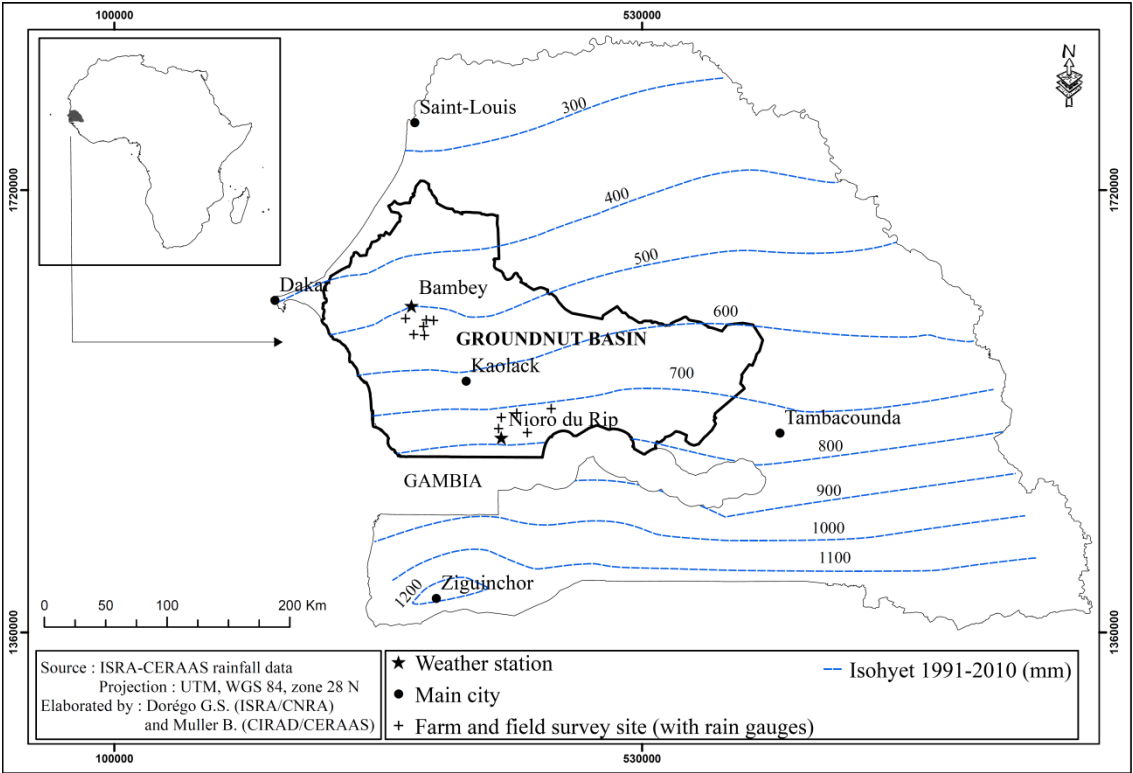 100000
530000
N
Saint-Louis
300
1720000
1720000
400
500
Dakar
Bambey
600
GROUNDNUT BASIN
Kaolack
700
Nioro du Rip
Tambacounda
800
GAMBIA
900
1000
1100
1200
Ziguinchor
0 50 100 200 Km
1360000
1360000
Source : ISRA-CERAAS rainfall data
Projection : UTM, WGS 84, zone 28 N
Elaborated by : Dorégo G.S. (ISRA/CNRA)
and Muller B. (CIRAD/CERAAS)
Weather station
Main city
Farm and field survey site (with rain gauges)
Isohyet 1991-2010 (mm)
100000
530000